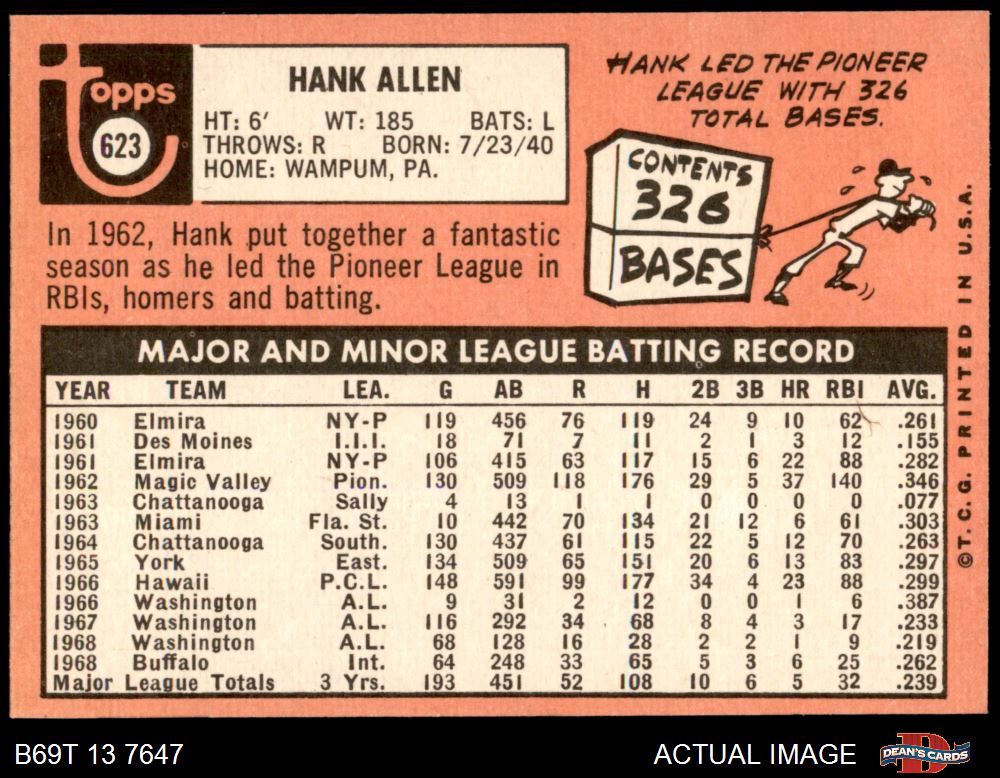 Topps
623
HANK ALLEN
HT: 6' WT: 185 BATS: L
THROWS: R BORN: 7/23/40
HOME: WAMPUM, PA.
HANK LED THE PIONEER
LEAGUE WITH 326
TOTAL BASES.
CONTENTS
326
BASES
In 1962, Hank put together a fantastic
season as he led the Pioneer League in
RBIs, homers and batting.
MAJOR AND MINOR LEAGUE BATTING RECORD
YEAR TEAM LEA. G AB R H 2B 3B HR RBI AVG.
1960 Elmira NY-P 119 456 76 119 24 9 10 62 .261
1961 Des Moines I.I.I. 18 71 7 11 2 1 3 12 .155
1961 Elmira NY-P 106 415 63 117 15 6 22 88 .282
1962 Magic Valley Pion. 130 509 118 176 29 5 37 140 .346
1963 Chattanooga Sally 4 13 1 1 0 0 0 0 .077
1963 Miami Fla. St. 10 442 70 134 21 12 6 61 .303
1964 Chattanooga South. 130 437 61 115 22 5 12 70 .263
1965 York East. 134 509 65 151 20 6 13 83 .297
1966 Hawaii P.C.L. 148 591 99 177 34 4 23 88 .299
1966 Washington A.L. 9 31 2 12 0 0 1 6 .387
1967 Washington A.L. 116 292 34 68 8 4 3 17 .233
1968 Washington A.L. 68 128 16 28 2 2 1 9 .219
1968 Buffalo Int. 64 248 33 65 5 3 6 25 .262
Major League Totals 3 Yrs. 193 451 52 108 10 6 5 32 .239
©T.C.G. PRINTED IN U.S.A.
B69T 13 7647
ACTUAL IMAGE
DEAN'S CARDS